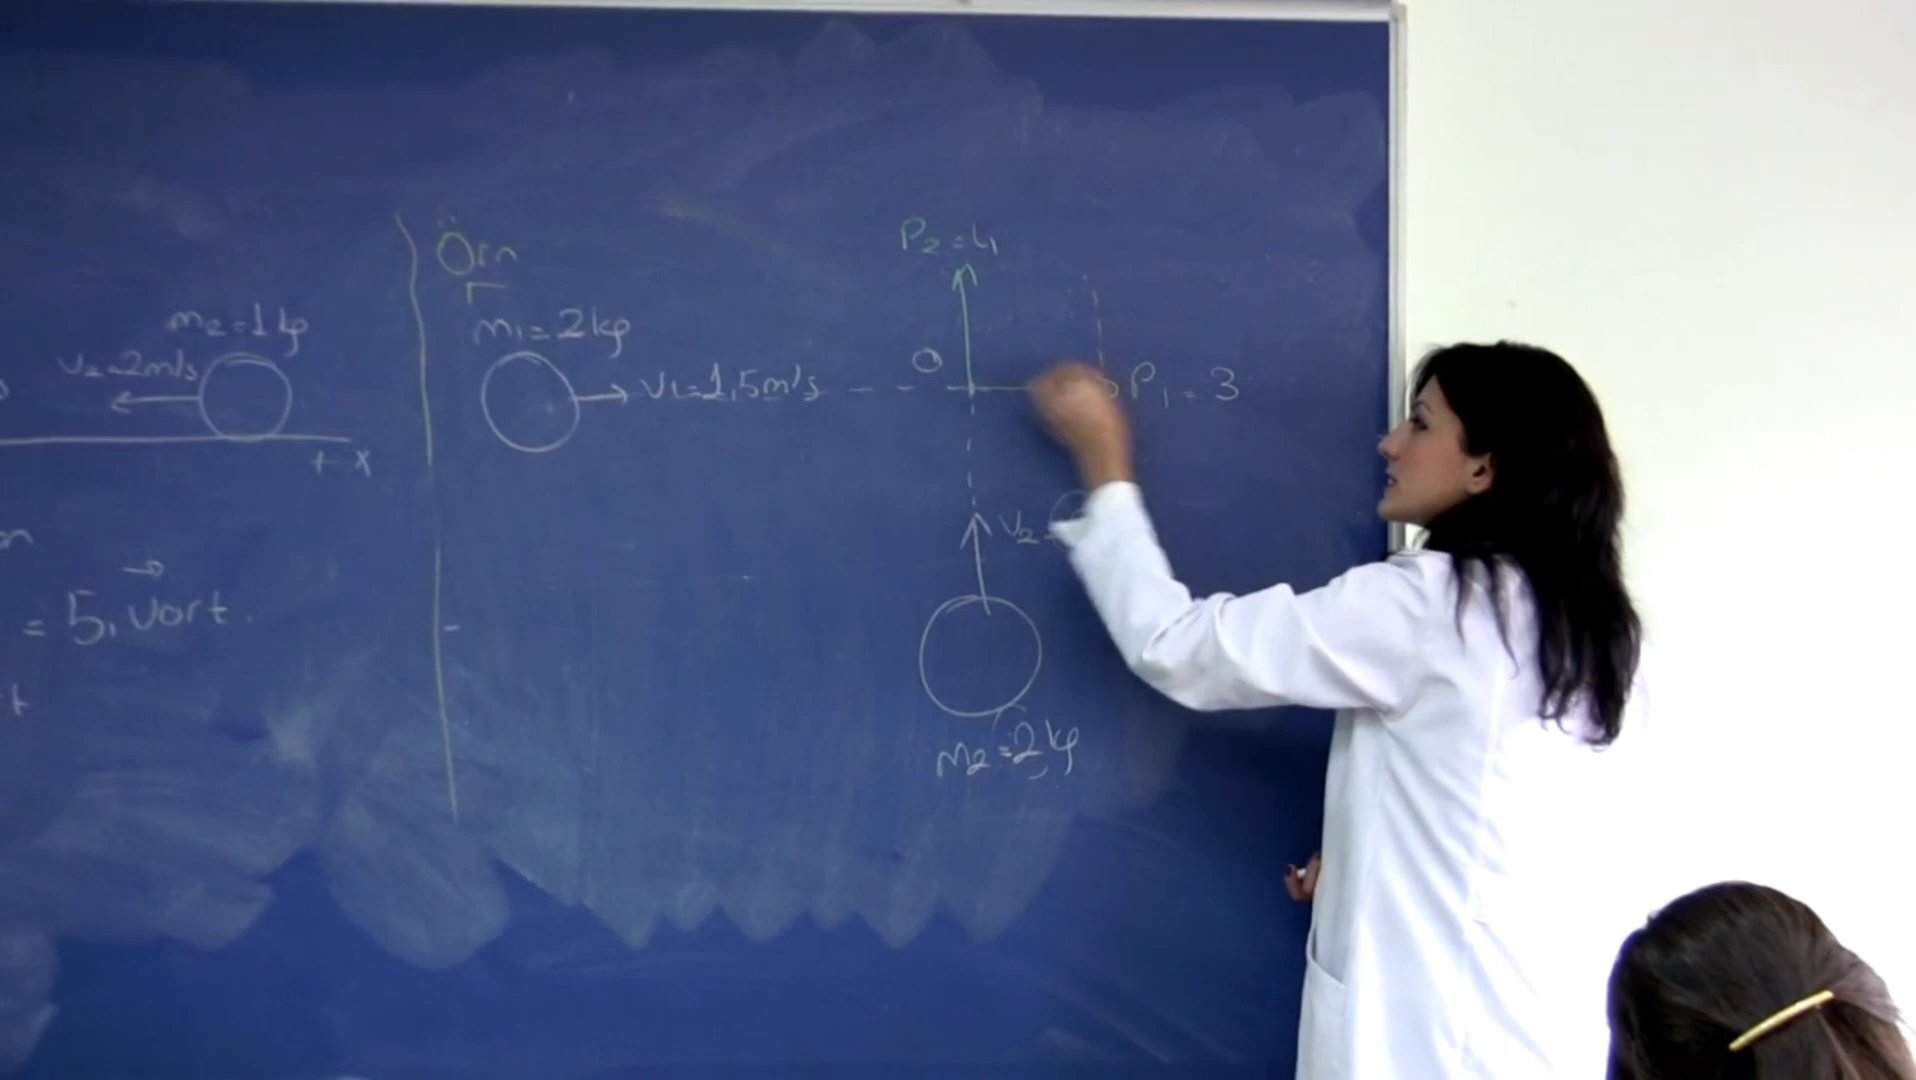 m₂=1kg
v₂=2m/s
+x
= 5. vort.
Örn
m₁=2kg
v₁=1,5m/s
P₂=4
O
P₁=3
v₂
m₂=2kg